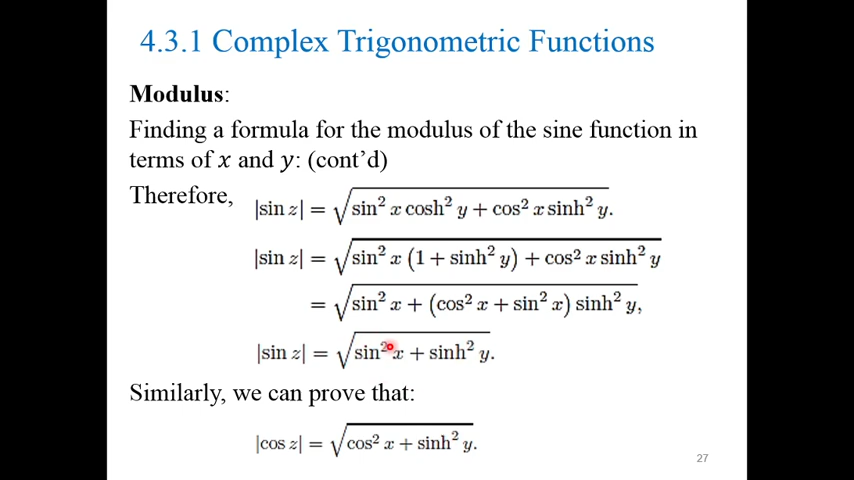 4.3.1 Complex Trigonometric Functions
Modulus:
Finding a formula for the modulus of the sine function in
terms of x and y: (cont’d)
Therefore,
|sin z| = √(sin² x cosh² y + cos² x sinh² y).
|sin z| = √(sin² x (1 + sinh² y) + cos² x sinh² y)
= √(sin² x + (cos² x + sin² x) sinh² y),
|sin z| = √(sin² x + sinh² y).
Similarly, we can prove that:
|cos z| = √(cos² x + sinh² y).
27